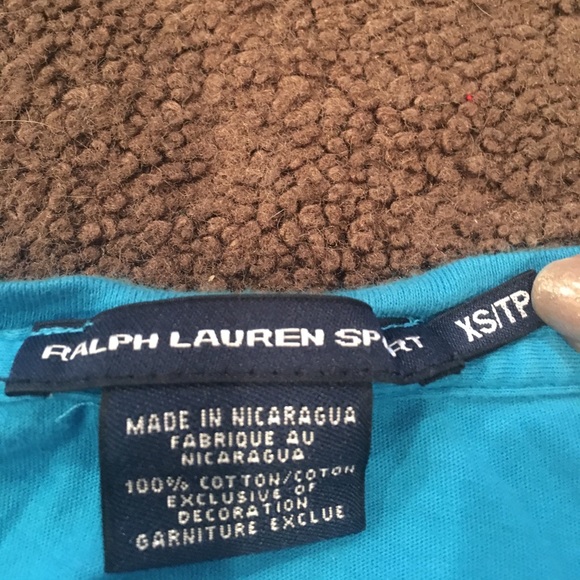 RALPH LAUREN SPORT
XS/TP
MADE IN NICARAGUA
FABRIQUE AU
NICARAGUA
100% COTTON/COTON
EXCLUSIVE OF
DECORATION
GARNITURE EXCLUE